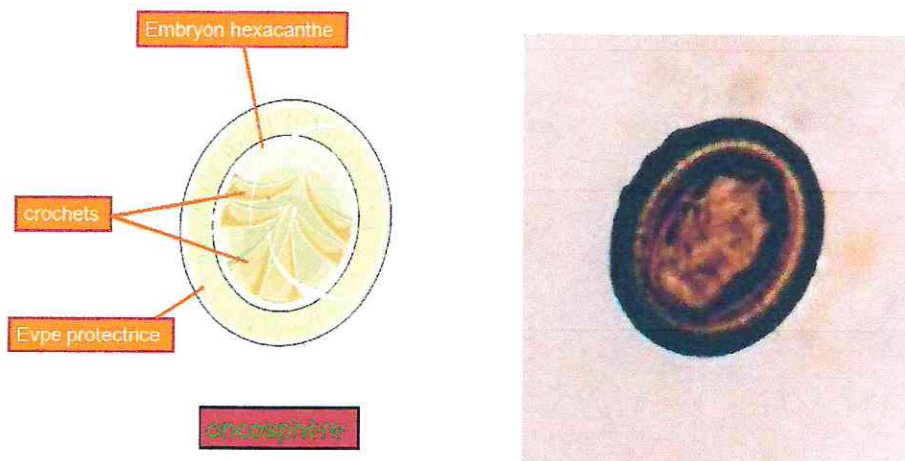 Embryon hexacanthe
crochets
Evpe protectrice
oncosphère